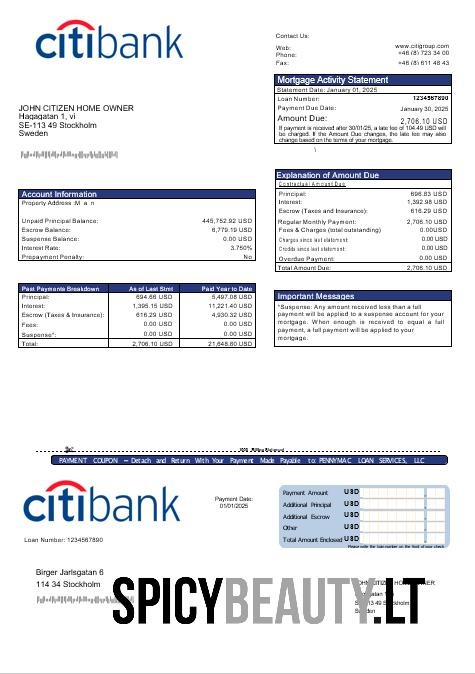 citibank
Contact Us:
Web: www.citigroup.com
Phone: +46 (8) 723 34 00
Fax: +46 (8) 611 48 43
Mortgage Activity Statement
Statement Date: January 01, 2025
Loan Number: 1234567890
Payment Due Date: January 30, 2025
Amount Due: 2,706.10 USD
If payment is received after 30/01/25, a late fee of 104.49 USD will
be charged. If the Amount Due changes, the late fee may also
change based on the terms of your mortgage.
JOHN CITIZEN HOME OWNER
Hagagatan 1, vi
SE-113 49 Stockholm
Sweden
Account Information
Property Address :M a n
Unpaid Principal Balance: 445,752.92 USD
Escrow Balance: 6,779.19 USD
Suspense Balance: 0.00 USD
Interest Rate: 3.750%
Prepayment Penalty: No
Explanation of Amount Due
Contractual Amount Due
Principal: 696.83 USD
Interest: 1,392.98 USD
Escrow (Taxes and Insurance): 616.29 USD
Regular Monthly Payment: 2,706.10 USD
Fees & Charges (total outstanding) 0.00USD
Charges since last statement: 0.00 USD
Credits since last statement: 0.00 USD
Overdue Payment: 0.00 USD
Total Amount Due: 2,706.10 USD
Past Payments Breakdown As of Last Stmt Paid Year to Date
Principal: 694.66 USD 5,497.08 USD
Interest: 1,395.15 USD 11,221.40 USD
Escrow (Taxes & Insurance): 616.29 USD 4,930.32 USD
Fees: 0.00 USD 0.00 USD
Suspense*: 0.00 USD 0.00 USD
Total: 2,706.10 USD 21,648.80 USD
Important Messages
*Suspense: Any amount received less than a full
payment will be applied to a suspense account for your
mortgage. When enough is received to equal a full
payment, a full payment will be applied to your
mortgage.
PAYMENT COUPON – Detach and Return With Your Payment Made Payable to: PENNYMAC LOAN SERVICES, LLC
citibank
Loan Number: 1234567890
Payment Date:
01/01/2025
Payment Amount USD
Additional Principal USD
Additional Escrow USD
Other USD
Total Amount Enclosed USD
Please write the loan number on the front of your check.
Birger Jarlsgatan 6
114 34 Stockholm
JOHN CITIZEN HOME OWNER
SPICYBEAUTY.LT